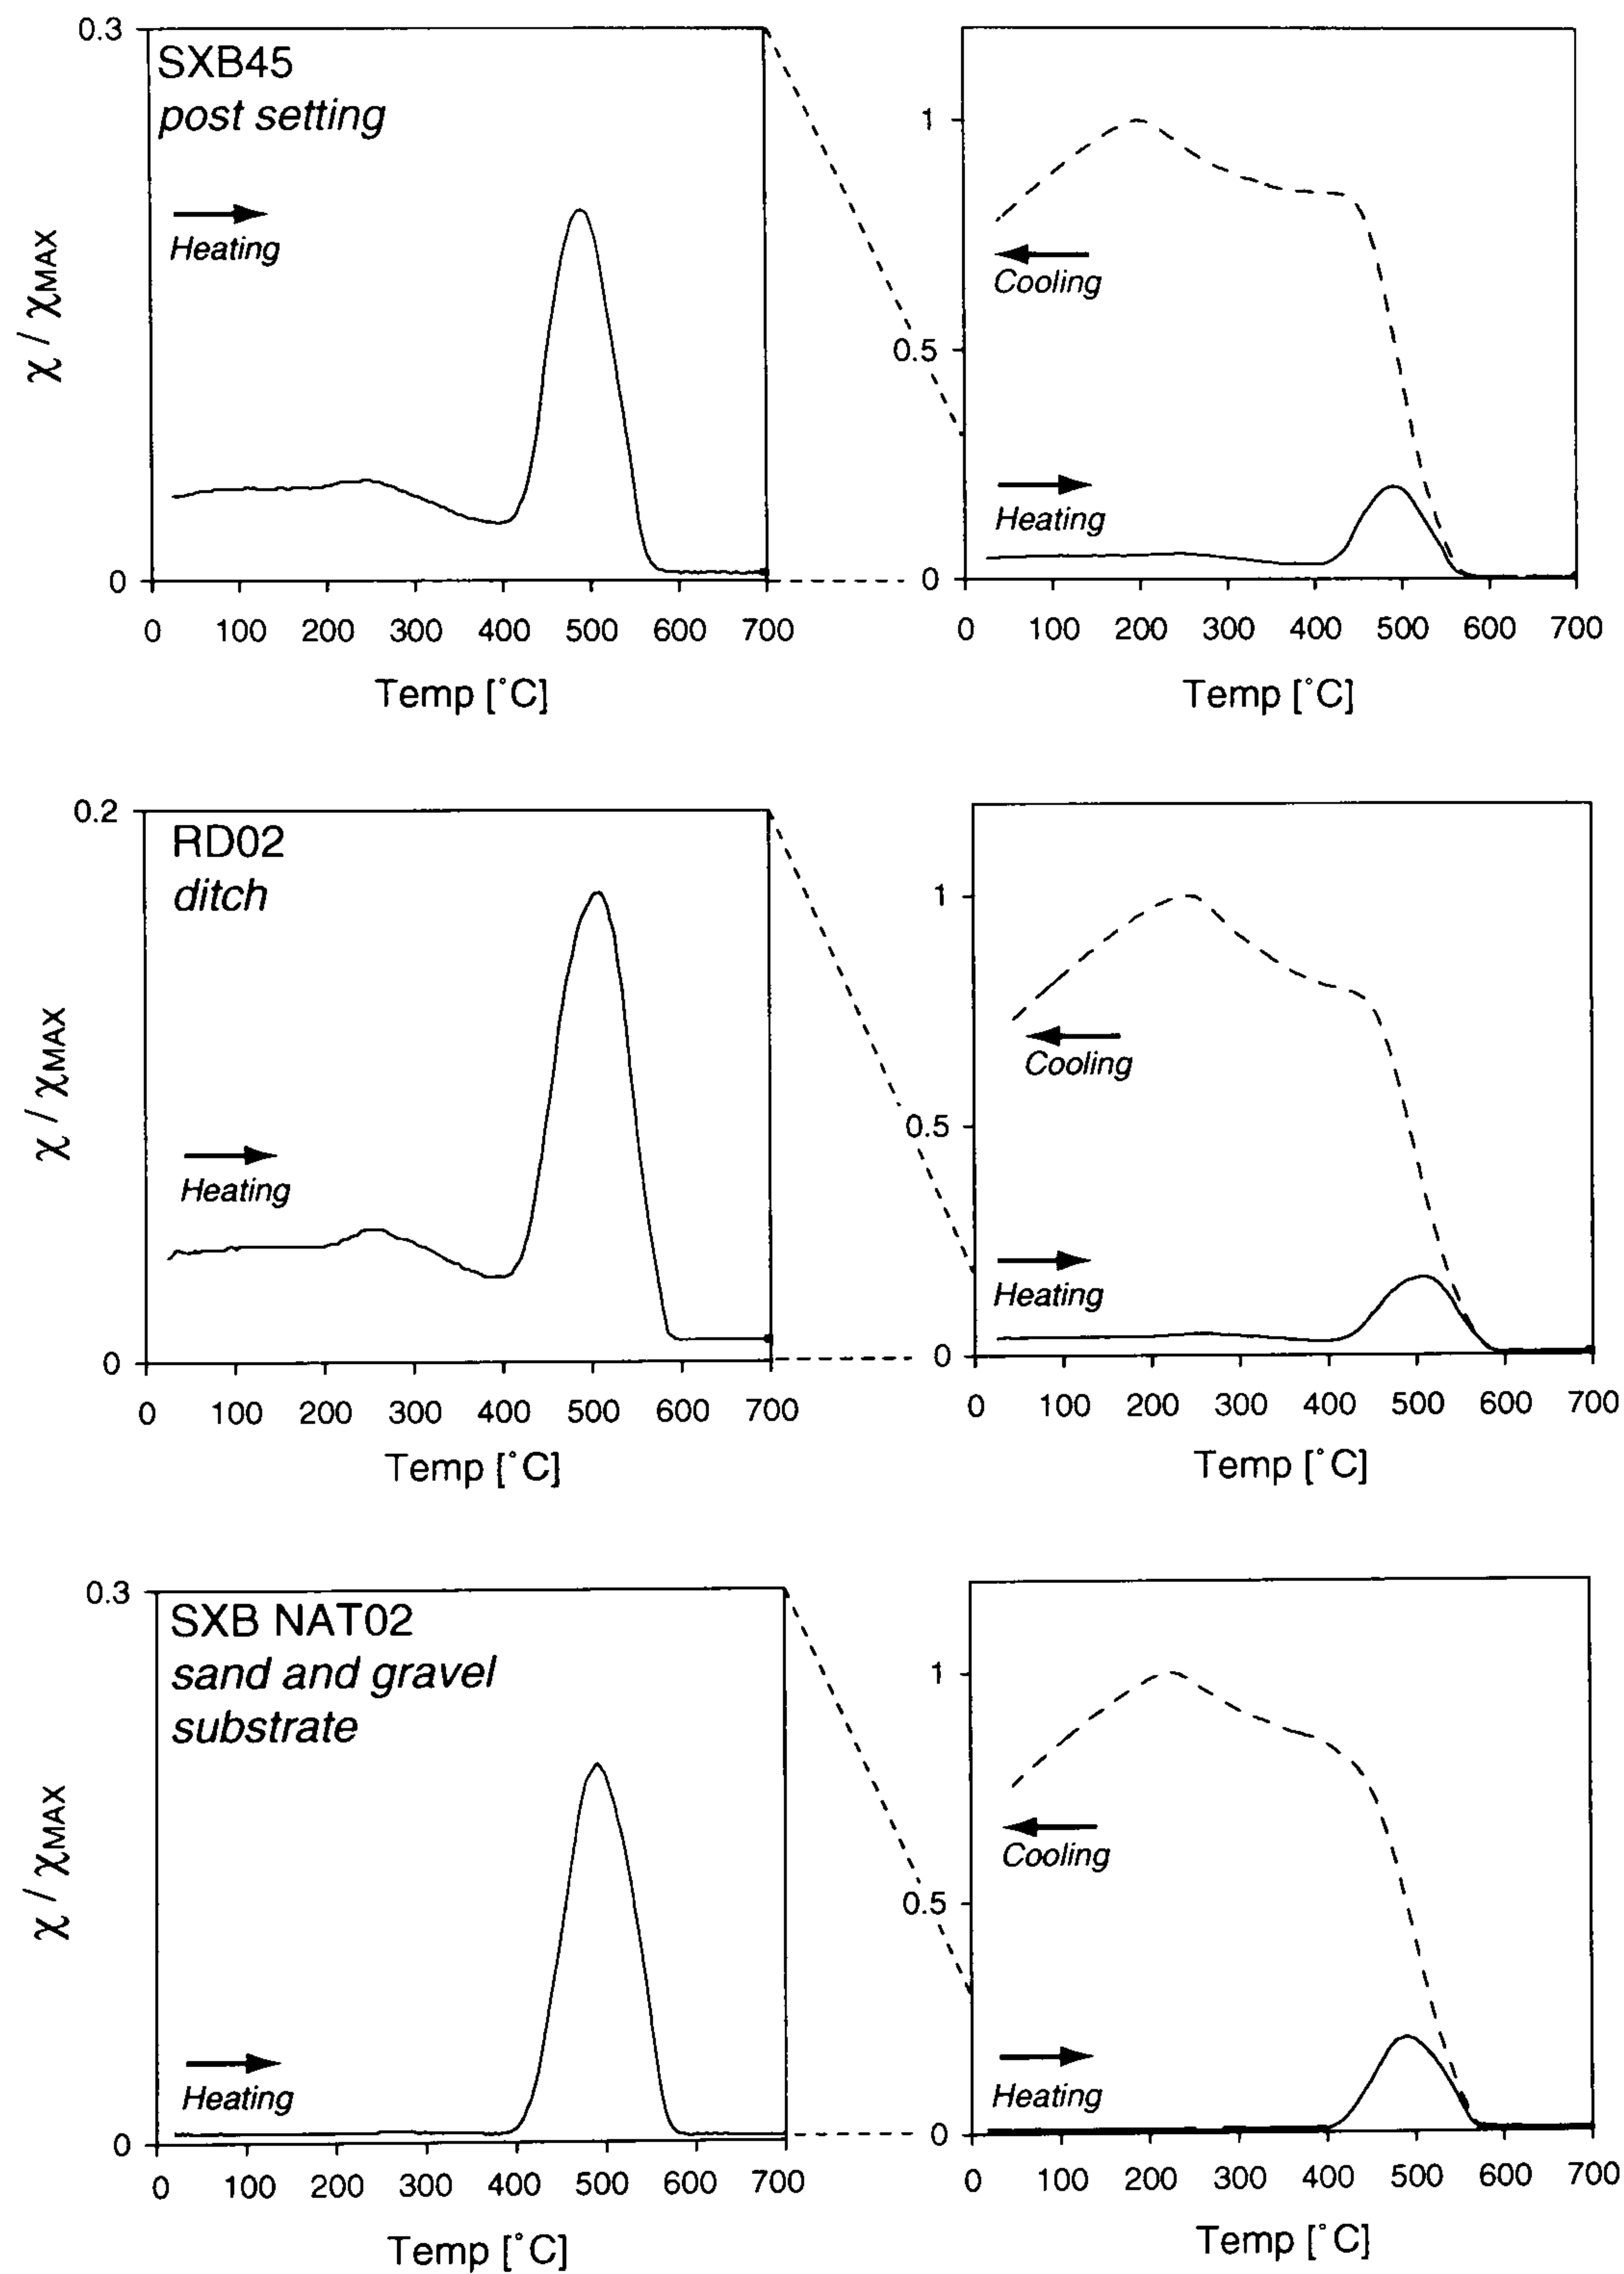 0.3
SXB45
post setting
Heating
χ / χMAX
0
0 100 200 300 400 500 600 700
Temp [°C]
1
0.5
0
Cooling
Heating
0 100 200 300 400 500 600 700
Temp [°C]
0.2
RD02
ditch
Heating
χ / χMAX
0
0 100 200 300 400 500 600 700
Temp [°C]
1
0.5
0
Cooling
Heating
0 100 200 300 400 500 600 700
Temp [°C]
0.3
SXB NAT02
sand and gravel
substrate
Heating
χ / χMAX
0
0 100 200 300 400 500 600 700
Temp [°C]
1
0.5
0
Cooling
Heating
0 100 200 300 400 500 600 700
Temp [°C]